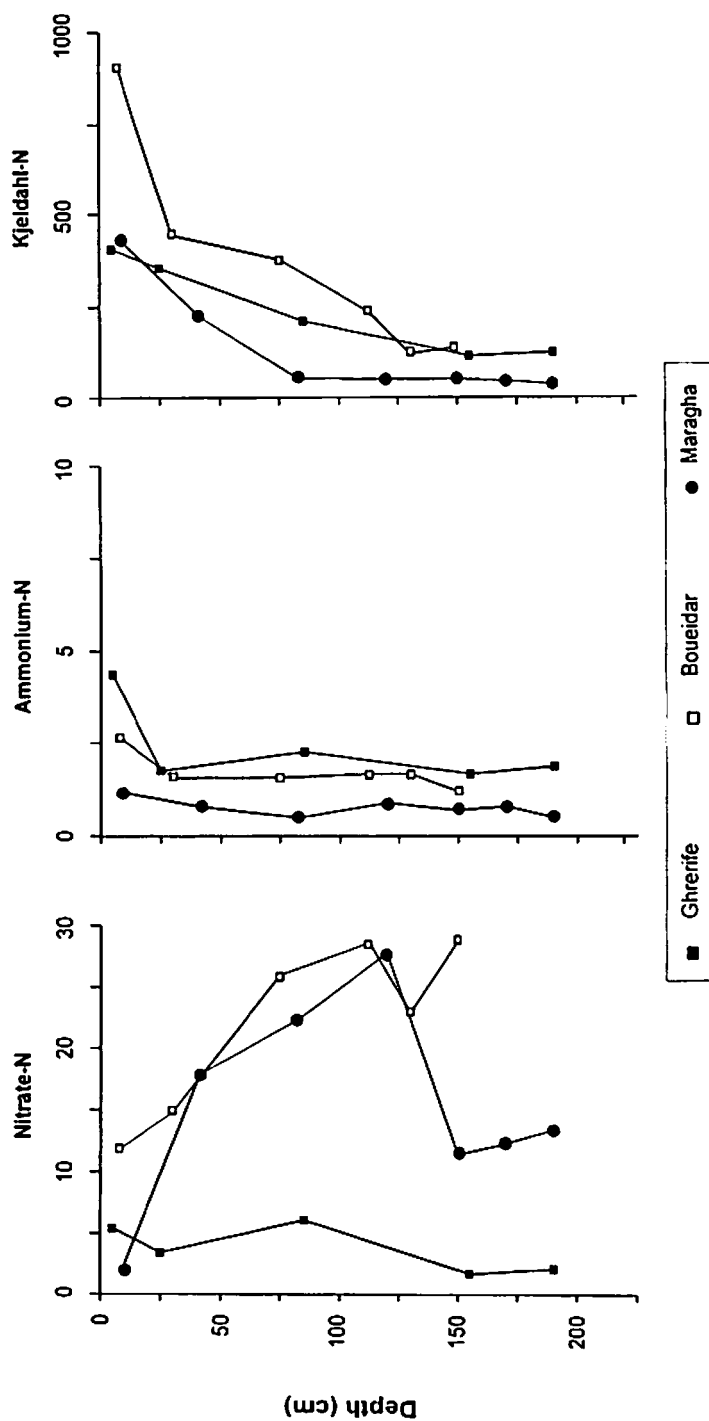 Nitrate-N
Ammonium-N
Kjeldahl-N
0 10 20 30
0 5 10
0 500 1000
0
50
100
150
200
Depth (cm)
Ghrerife
Boueidar
Maragha